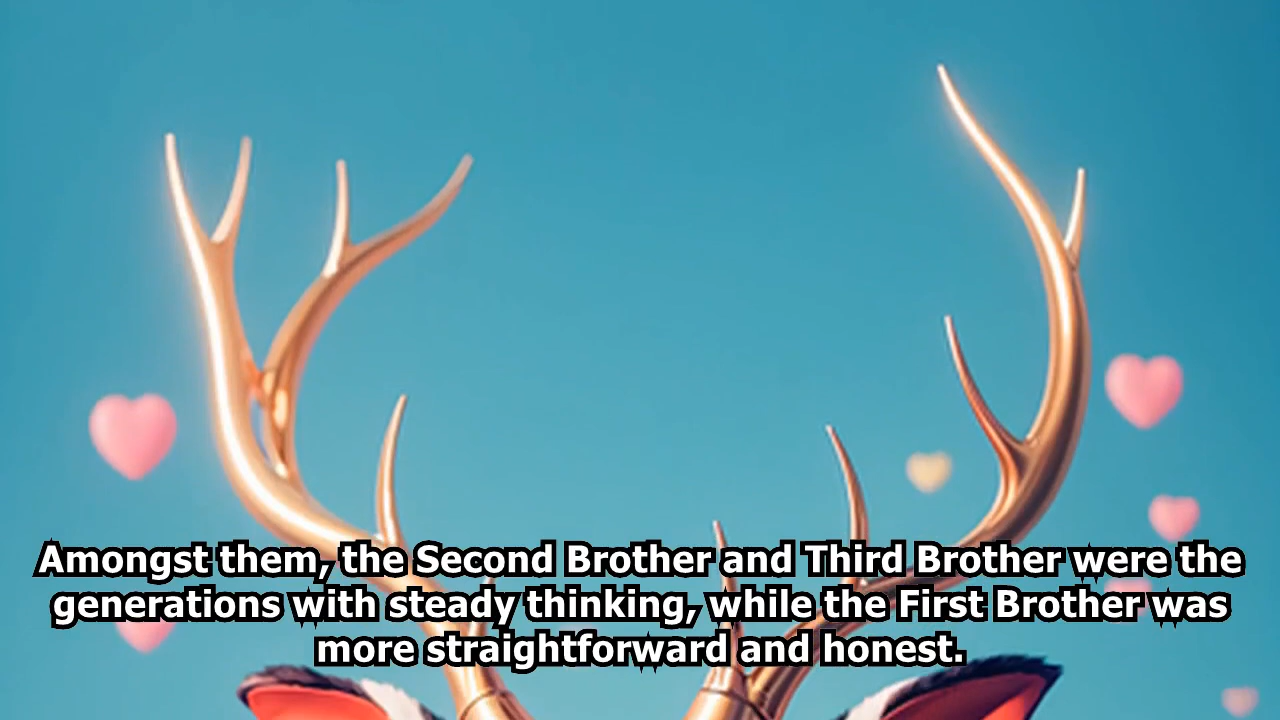 Amongst them, the Second Brother and Third Brother were the
generations with steady thinking, while the First Brother was
more straightforward and honest.